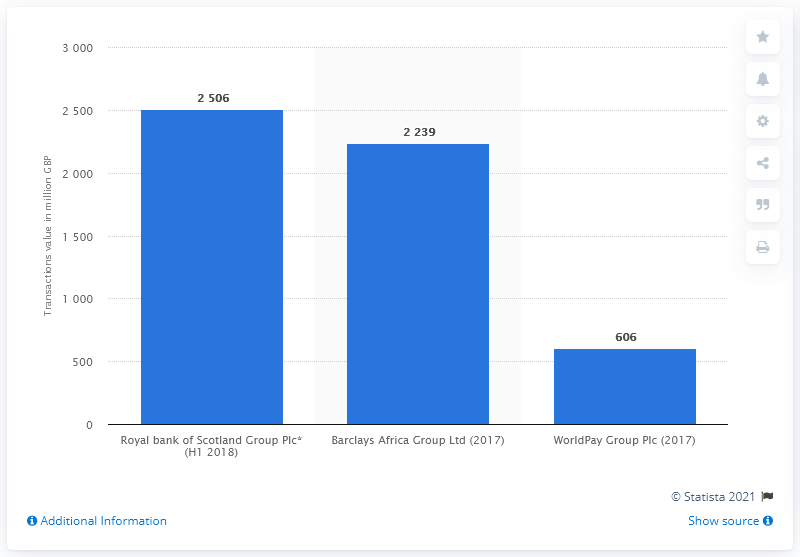 3 000
2 500
2 000
1 500
1 000
500
0
Transactions value in million GBP
2 506
2 239
606
Royal bank of Scotland Group Plc*
(H1 2018)
Barclays Africa Group Ltd (2017)
WorldPay Group Plc (2017)
© Statista 2021
Additional Information
Show source